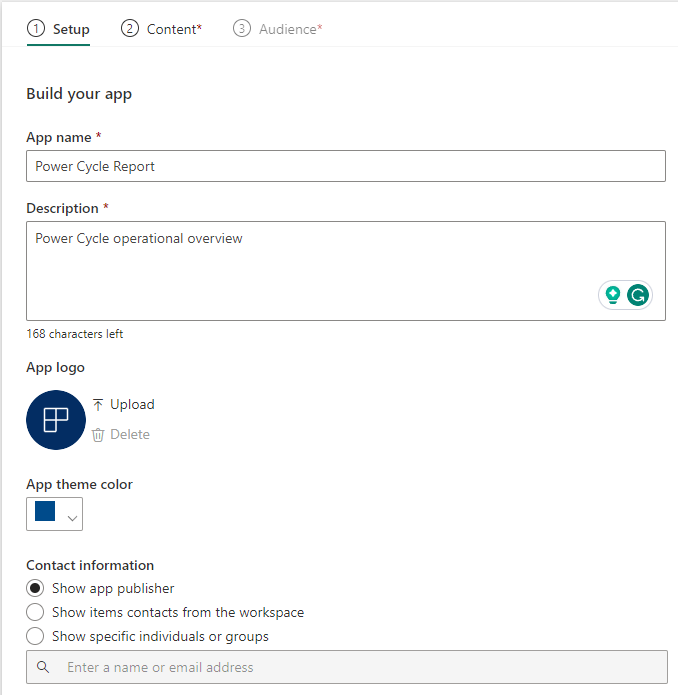 1 Setup 2 Content* 3 Audience*
Build your app
App name *
Power Cycle Report
Description *
Power Cycle operational overview
168 characters left
App logo
Upload
Delete
App theme color
Contact information
Show app publisher
Show items contacts from the workspace
Show specific individuals or groups
Enter a name or email address